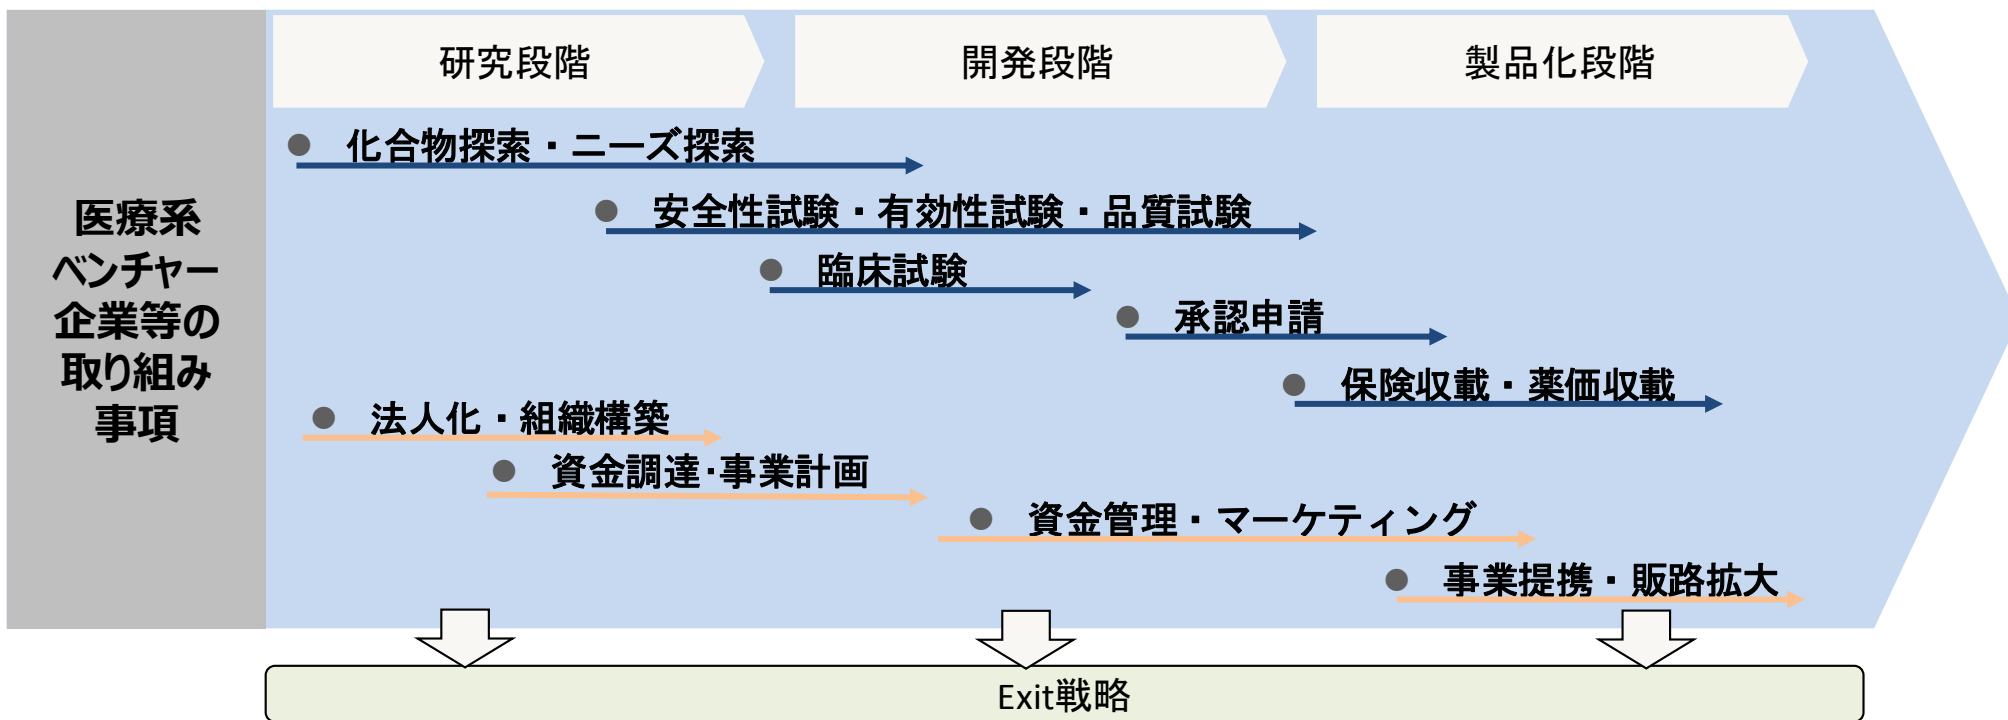 研究段階
開発段階
製品化段階
医療系
ベンチャー
企業等の
取り組み
事項
● 化合物探索・ニーズ探索
● 安全性試験・有効性試験・品質試験
● 臨床試験
● 承認申請
● 保険収載・薬価収載
● 法人化・組織構築
● 資金調達･事業計画
● 資金管理・マーケティング
● 事業提携・販路拡大
Exit戦略